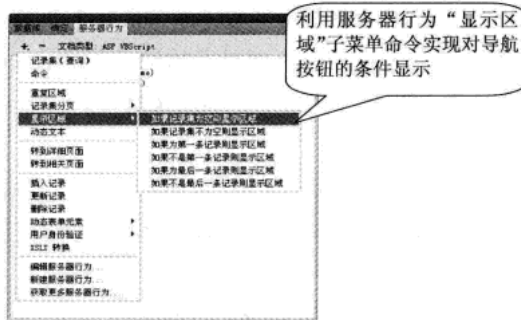 数据库 绑定 服务器行为
+ - 文档类型: ASP VBScript
记录集(查询)
命令
重复区域
记录集分页
显示区域
动态文本
转到详细页面
转到相关页面
插入记录
更新记录
删除记录
动态表单元素
用户身份验证
XSLT 转换
编辑服务器行为...
新建服务器行为...
获取更多服务器行为...
如果记录集为空则显示区域
如果记录集不为空则显示区域
如果为第一条记录则显示区域
如果不是第一条记录则显示区域
如果为最后一条记录则显示区域
如果不是最后一条记录则显示区域
利用服务器行为“显示区
域”子菜单命令实现对导航
按钮的条件显示